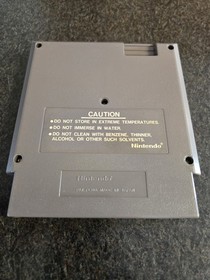 CAUTION
●DO NOT STORE IN EXTREME TEMPERATURES.
●DO NOT IMMERSE IN WATER.
●DO NOT CLEAN WITH BENZENE, THINNER,
ALCOHOL OR OTHER SUCH SOLVENTS.
Nintendo
Nintendo